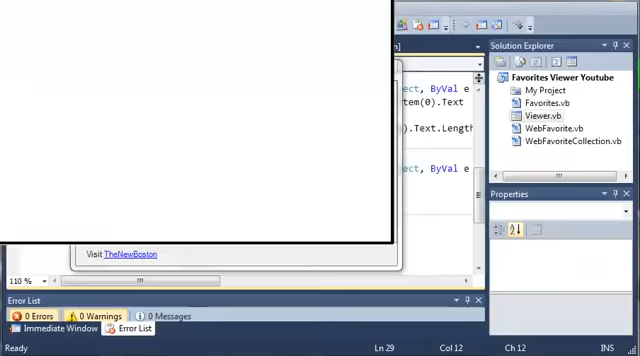 ]
Solution Explorer
Favorites Viewer Youtube
My Project
Favorites.vb
Viewer.vb
WebFavorite.vb
WebFavoriteCollection.vb
ect, ByVal e
tem(0).Text
).Text.Length
ect, ByVal e
Properties
Visit TheNewBoston
110 %
Error List
0 Errors
0 Warnings
0 Messages
Immediate Window
Error List
Ready
Ln 29
Col 12
Ch 12
INS